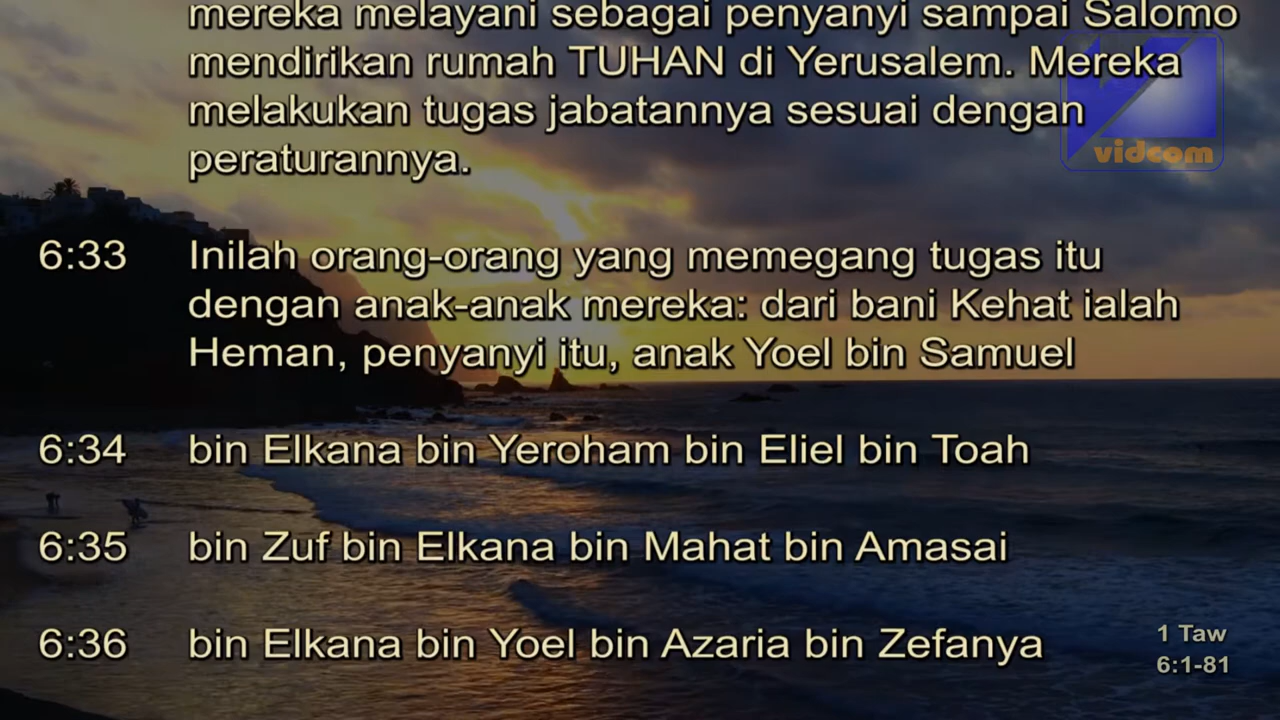 mereka melayani sebagai penyanyi sampai Salomo
mendirikan rumah TUHAN di Yerusalem. Mereka
melakukan tugas jabatannya sesuai dengan
peraturannya.
vidcom
6:33 Inilah orang-orang yang memegang tugas itu
dengan anak-anak mereka: dari bani Kehat ialah
Heman, penyanyi itu, anak Yoel bin Samuel
6:34 bin Elkana bin Yeroham bin Eliel bin Toah
6:35 bin Zuf bin Elkana bin Mahat bin Amasai
6:36 bin Elkana bin Yoel bin Azaria bin Zefanya
1 Taw
6:1-81